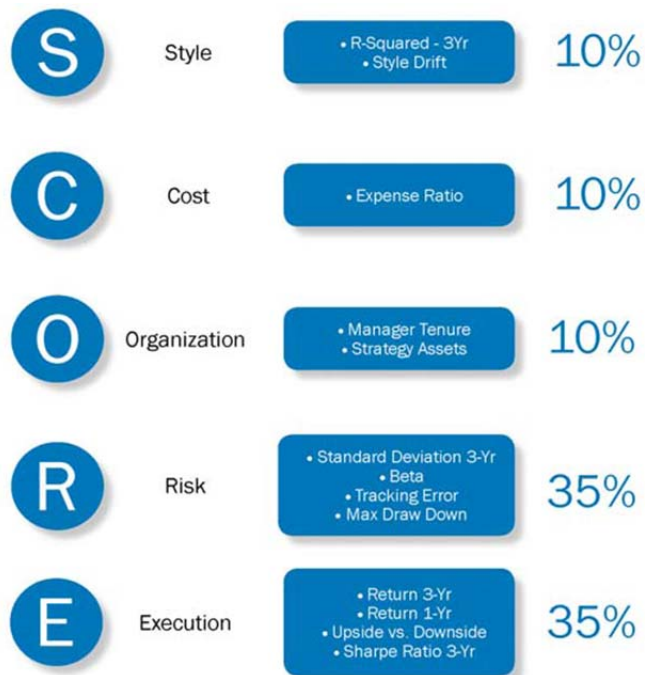 S
Style
• R-Squared - 3Yr
• Style Drift
10%
C
Cost
• Expense Ratio
10%
O
Organization
• Manager Tenure
• Strategy Assets
10%
R
Risk
• Standard Deviation 3-Yr
• Beta
• Tracking Error
• Max Draw Down
35%
E
Execution
• Return 3-Yr
• Return 1-Yr
• Upside vs. Downside
• Sharpe Ratio 3-Yr
35%